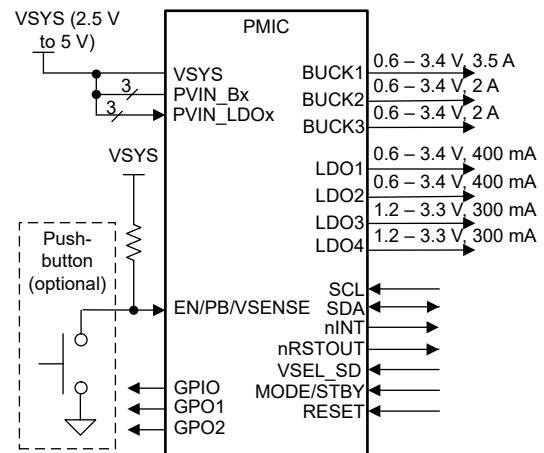 VSYS (2.5 V
to 5 V)
PMIC
VSYS
3
PVIN_Bx
3
PVIN_LDOx
VSYS
Push-
button
(optional)
EN/PB/VSENSE
GPIO
GPO1
GPO2
BUCK1
0.6 – 3.4 V, 3.5 A
BUCK2
0.6 – 3.4 V, 2 A
BUCK3
0.6 – 3.4 V, 2 A
LDO1
0.6 – 3.4 V, 400 mA
LDO2
0.6 – 3.4 V, 400 mA
LDO3
1.2 – 3.3 V, 300 mA
LDO4
1.2 – 3.3 V, 300 mA
SCL
SDA
nINT
nRSTOUT
VSEL_SD
MODE/STBY
RESET